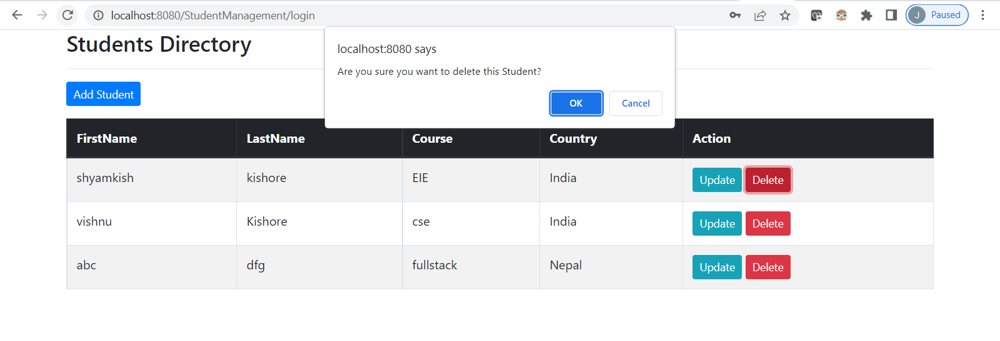 localhost:8080/StudentManagement/login
J Paused
Students Directory
localhost:8080 says
Are you sure you want to delete this Student?
OK Cancel
Add Student
FirstName LastName Course Country Action
shyamkish kishore EIE India Update Delete
vishnu Kishore cse India Update Delete
abc dfg fullstack Nepal Update Delete